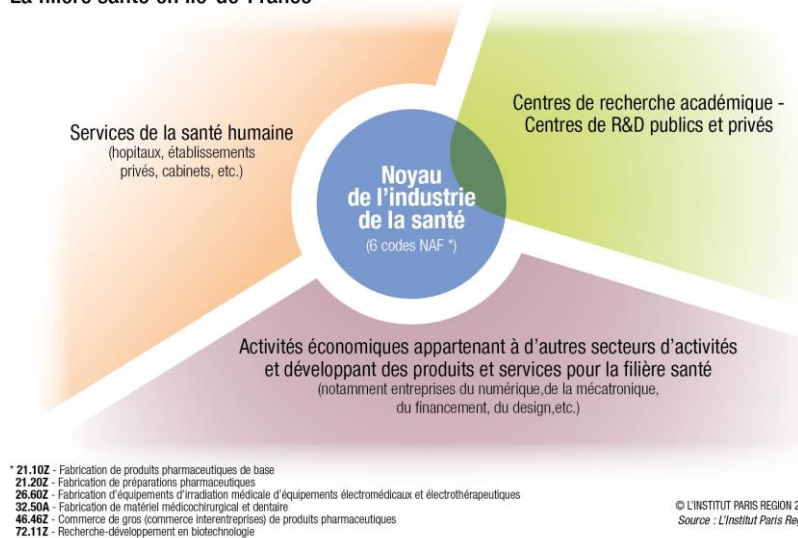 La filière santé en Île-de-France
Services de la santé humaine
(hopitaux, établissements
privés, cabinets, etc.)
Centres de recherche académique -
Centres de R&D publics et privés
Noyau
de l'industrie
de la santé
(6 codes NAF *)
Activités économiques appartenant à d'autres secteurs d'activités
et développant des produits et services pour la filière santé
(notamment entreprises du numérique,de la mécatronique,
du financement, du design,etc.)
* 21.10Z - Fabrication de produits pharmaceutiques de base
21.20Z - Fabrication de préparations pharmaceutiques
26.60Z - Fabrication d'équipements d'irradiation médicale d'équipements électromédicaux et électrothérapeutiques
32.50A - Fabrication de matériel médicochirurgical et dentaire
46.46Z - Commerce de gros (commerce interentreprises) de produits pharmaceutiques
72.11Z - Recherche-développement en biotechnologie
© L'INSTITUT PARIS REGION 2
Source : L'Institut Paris Reg